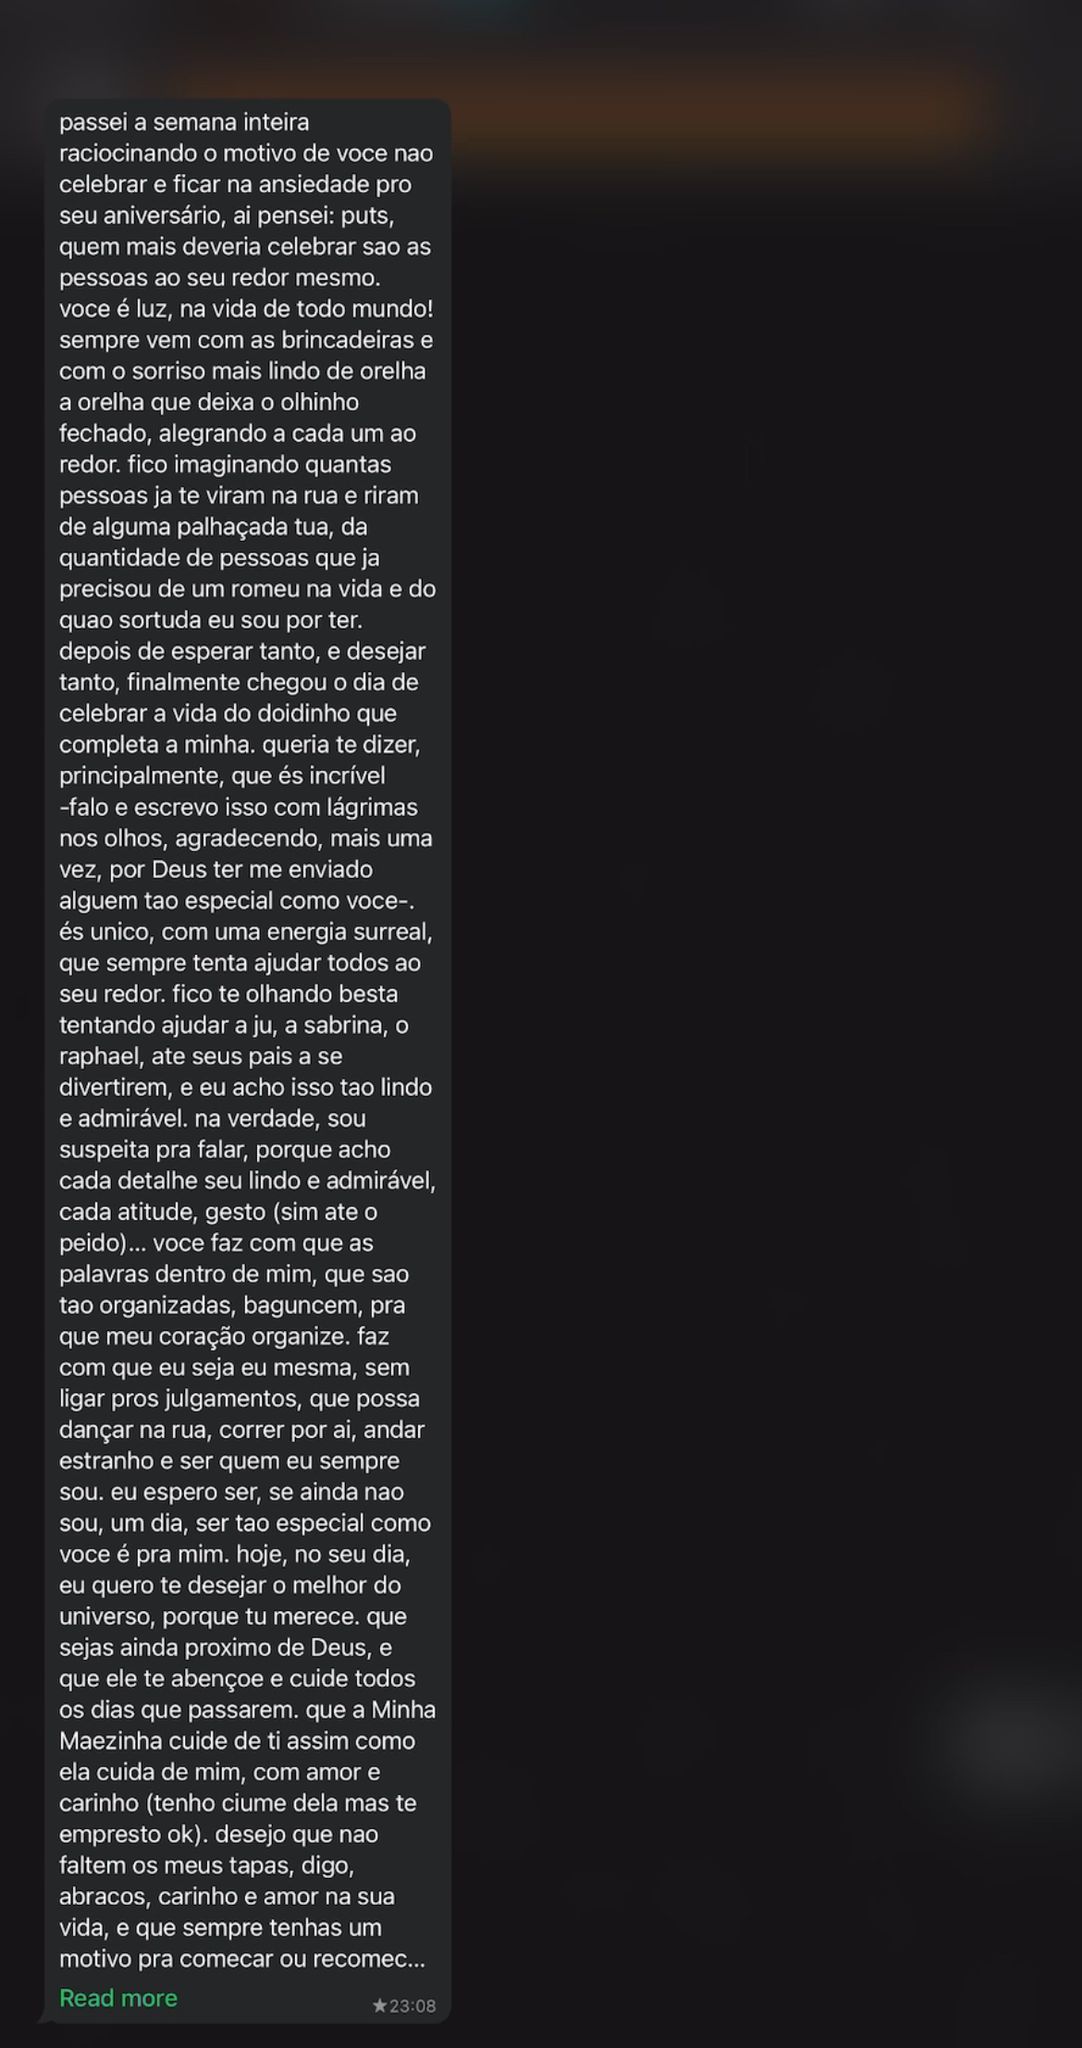 passei a semana inteira
raciocinando o motivo de voce nao
celebrar e ficar na ansiedade pro
seu aniversário, ai pensei: puts,
quem mais deveria celebrar sao as
pessoas ao seu redor mesmo.
voce é luz, na vida de todo mundo!
sempre vem com as brincadeiras e
com o sorriso mais lindo de orelha
a orelha que deixa o olhinho
fechado, alegrando a cada um ao
redor. fico imaginando quantas
pessoas ja te viram na rua e riram
de alguma palhaçada tua, da
quantidade de pessoas que ja
precisou de um romeu na vida e do
quao sortuda eu sou por ter.
depois de esperar tanto, e desejar
tanto, finalmente chegou o dia de
celebrar a vida do doidinho que
completa a minha. queria te dizer,
principalmente, que és incrível
-falo e escrevo isso com lágrimas
nos olhos, agradecendo, mais uma
vez, por Deus ter me enviado
alguem tao especial como voce-.
és unico, com uma energia surreal,
que sempre tenta ajudar todos ao
seu redor. fico te olhando besta
tentando ajudar a ju, a sabrina, o
raphael, ate seus pais a se
divertirem, e eu acho isso tao lindo
e admirável. na verdade, sou
suspeita pra falar, porque acho
cada detalhe seu lindo e admirável,
cada atitude, gesto (sim ate o
peido)... voce faz com que as
palavras dentro de mim, que sao
tao organizadas, baguncem, pra
que meu coração organize. faz
com que eu seja eu mesma, sem
ligar pros julgamentos, que possa
dançar na rua, correr por ai, andar
estranho e ser quem eu sempre
sou. eu espero ser, se ainda nao
sou, um dia, ser tao especial como
voce é pra mim. hoje, no seu dia,
eu quero te desejar o melhor do
universo, porque tu merece. que
sejas ainda proximo de Deus, e
que ele te abençoe e cuide todos
os dias que passarem. que a Minha
Maezinha cuide de ti assim como
ela cuida de mim, com amor e
carinho (tenho ciume dela mas te
empresto ok). desejo que nao
faltem os meus tapas, digo,
abracos, carinho e amor na sua
vida, e que sempre tenhas um
motivo pra comecar ou recomec...
Read more
★23:08